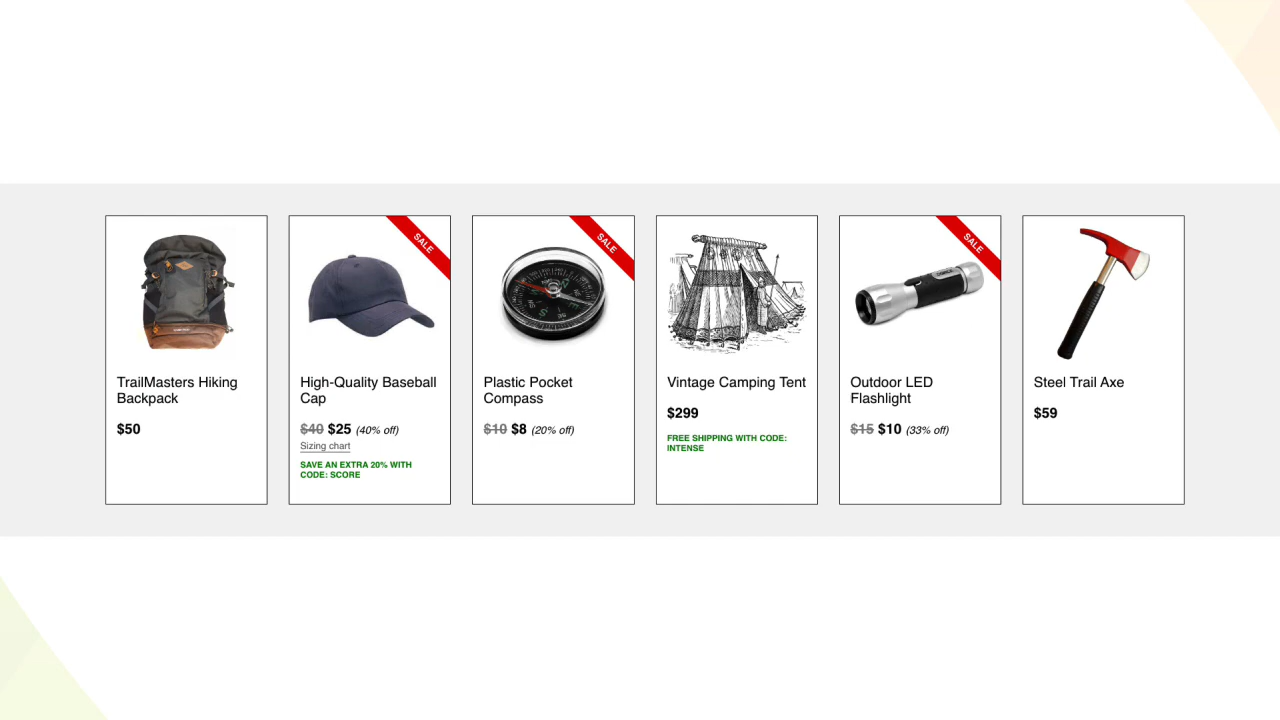 TrailMasters Hiking
Backpack
$50
SALE
High-Quality Baseball
Cap
$40 $25 (40% off)
Sizing chart
SAVE AN EXTRA 20% WITH
CODE: SCORE
SALE
Plastic Pocket
Compass
$10 $8 (20% off)
Vintage Camping Tent
$299
FREE SHIPPING WITH CODE:
INTENSE
SALE
Outdoor LED
Flashlight
$15 $10 (33% off)
Steel Trail Axe
$59